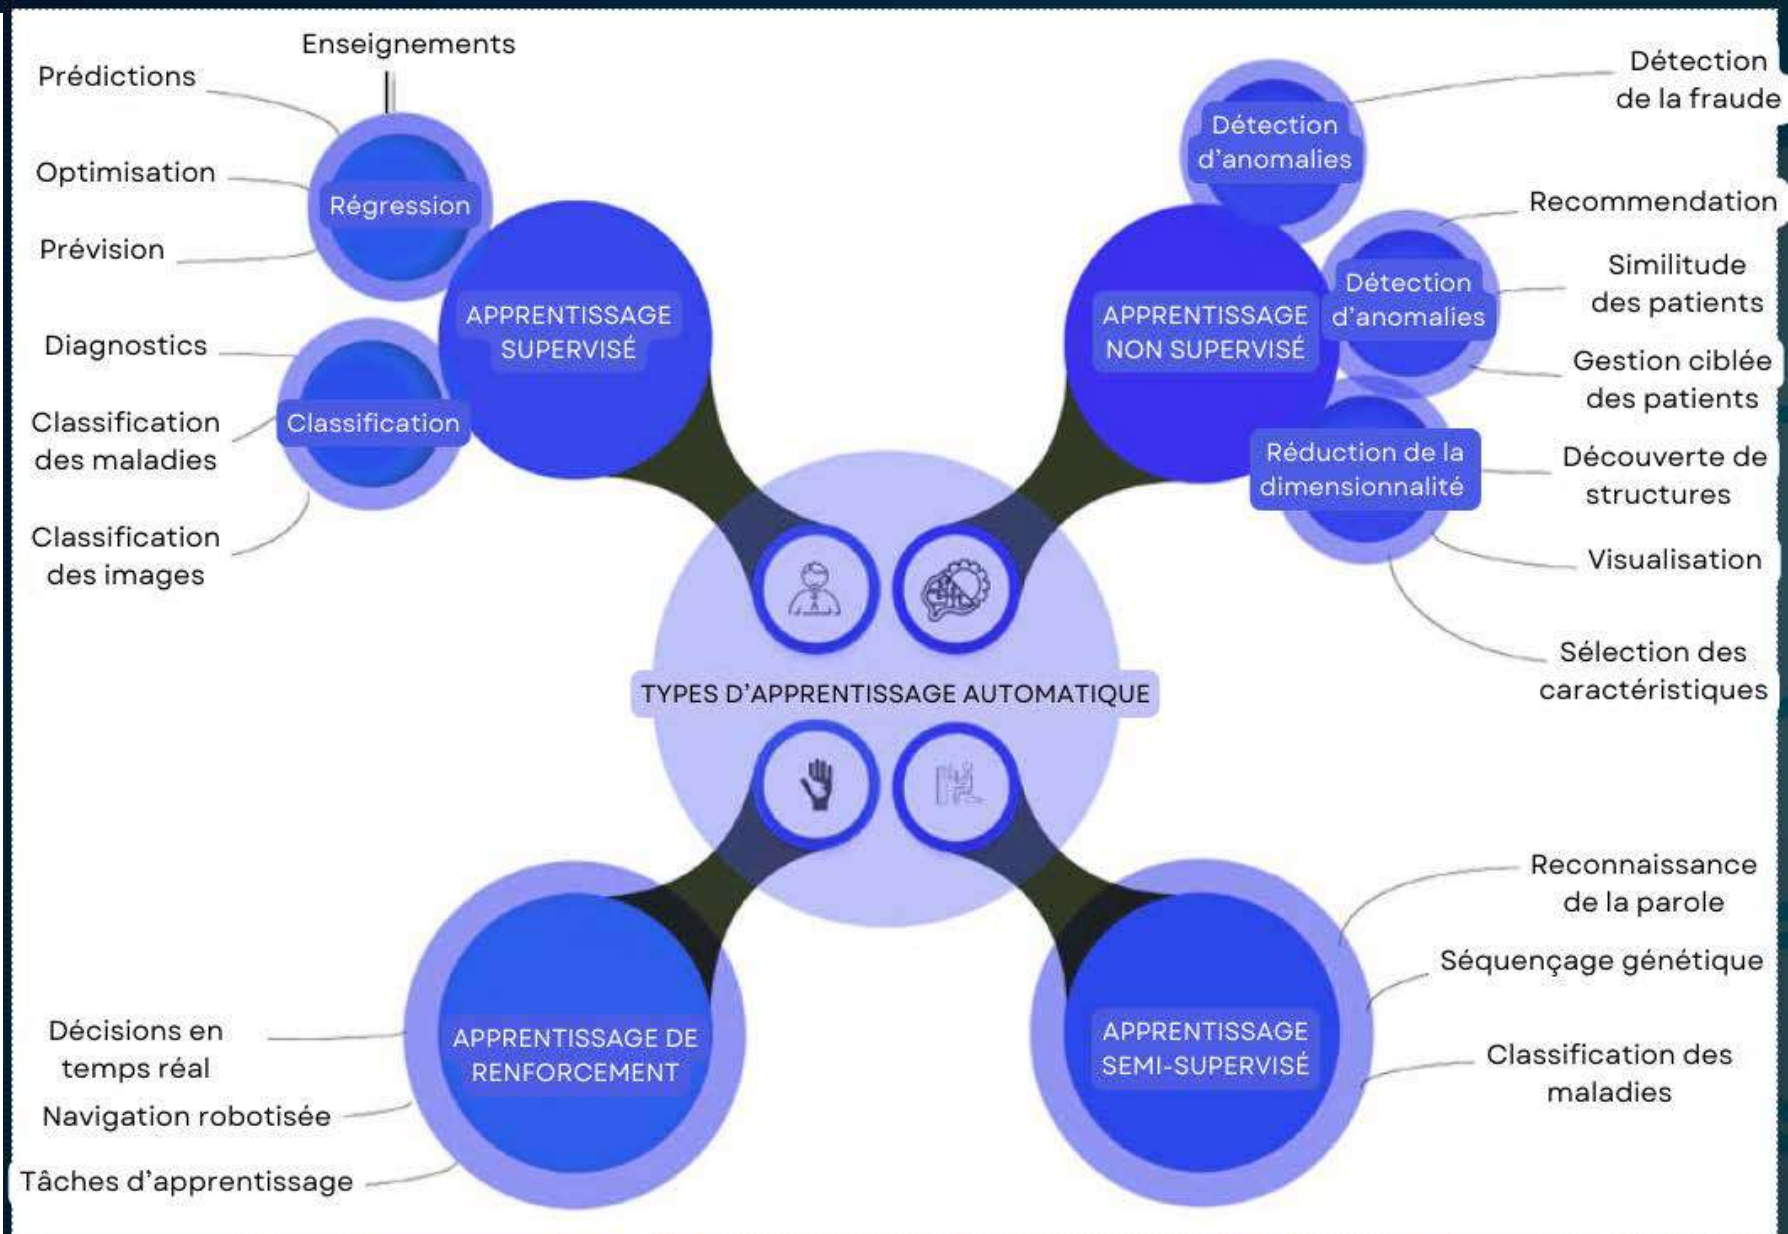 Enseignements
Prédictions
Optimisation
Régression
Prévision
APPRENTISSAGE
SUPERVISÉ
Diagnostics
Classification
des maladies
Classification
Classification
des images
Détection
de la fraude
Détection
d'anomalies
Recommendation
Similitude
des patients
Détection
d'anomalies
APPRENTISSAGE
NON SUPERVISÉ
Gestion ciblée
des patients
Réduction de la
dimensionnalité
Découverte de
structures
Visualisation
Sélection des
caractéristiques
TYPES D'APPRENTISSAGE AUTOMATIQUE
Décisions en
temps réel
APPRENTISSAGE DE
RENFORCEMENT
Navigation robotisée
Tâches d'apprentissage
Reconnaissance
de la parole
Séquençage génétique
APPRENTISSAGE
SEMI-SUPERVISÉ
Classification des
maladies